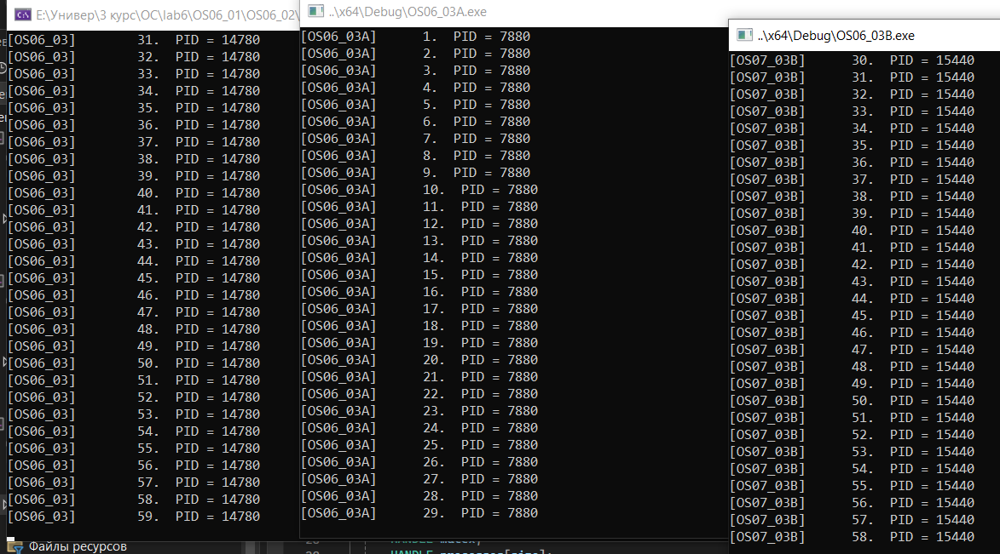 E:\Универ\3 курс\ОС\lab6\OS06_01\OS06_02\
[OS06_03] 31. PID = 14780
[OS06_03] 32. PID = 14780
[OS06_03] 33. PID = 14780
[OS06_03] 34. PID = 14780
[OS06_03] 35. PID = 14780
[OS06_03] 36. PID = 14780
[OS06_03] 37. PID = 14780
[OS06_03] 38. PID = 14780
[OS06_03] 39. PID = 14780
[OS06_03] 40. PID = 14780
[OS06_03] 41. PID = 14780
[OS06_03] 42. PID = 14780
[OS06_03] 43. PID = 14780
[OS06_03] 44. PID = 14780
[OS06_03] 45. PID = 14780
[OS06_03] 46. PID = 14780
[OS06_03] 47. PID = 14780
[OS06_03] 48. PID = 14780
[OS06_03] 49. PID = 14780
[OS06_03] 50. PID = 14780
[OS06_03] 51. PID = 14780
[OS06_03] 52. PID = 14780
[OS06_03] 53. PID = 14780
[OS06_03] 54. PID = 14780
[OS06_03] 55. PID = 14780
[OS06_03] 56. PID = 14780
[OS06_03] 57. PID = 14780
[OS06_03] 58. PID = 14780
[OS06_03] 59. PID = 14780
..\x64\Debug\OS06_03A.exe
[OS06_03A] 1. PID = 7880
[OS06_03A] 2. PID = 7880
[OS06_03A] 3. PID = 7880
[OS06_03A] 4. PID = 7880
[OS06_03A] 5. PID = 7880
[OS06_03A] 6. PID = 7880
[OS06_03A] 7. PID = 7880
[OS06_03A] 8. PID = 7880
[OS06_03A] 9. PID = 7880
[OS06_03A] 10. PID = 7880
[OS06_03A] 11. PID = 7880
[OS06_03A] 12. PID = 7880
[OS06_03A] 13. PID = 7880
[OS06_03A] 14. PID = 7880
[OS06_03A] 15. PID = 7880
[OS06_03A] 16. PID = 7880
[OS06_03A] 17. PID = 7880
[OS06_03A] 18. PID = 7880
[OS06_03A] 19. PID = 7880
[OS06_03A] 20. PID = 7880
[OS06_03A] 21. PID = 7880
[OS06_03A] 22. PID = 7880
[OS06_03A] 23. PID = 7880
[OS06_03A] 24. PID = 7880
[OS06_03A] 25. PID = 7880
[OS06_03A] 26. PID = 7880
[OS06_03A] 27. PID = 7880
[OS06_03A] 28. PID = 7880
[OS06_03A] 29. PID = 7880
..\x64\Debug\OS06_03B.exe
[OS07_03B] 30. PID = 15440
[OS07_03B] 31. PID = 15440
[OS07_03B] 32. PID = 15440
[OS07_03B] 33. PID = 15440
[OS07_03B] 34. PID = 15440
[OS07_03B] 35. PID = 15440
[OS07_03B] 36. PID = 15440
[OS07_03B] 37. PID = 15440
[OS07_03B] 38. PID = 15440
[OS07_03B] 39. PID = 15440
[OS07_03B] 40. PID = 15440
[OS07_03B] 41. PID = 15440
[OS07_03B] 42. PID = 15440
[OS07_03B] 43. PID = 15440
[OS07_03B] 44. PID = 15440
[OS07_03B] 45. PID = 15440
[OS07_03B] 46. PID = 15440
[OS07_03B] 47. PID = 15440
[OS07_03B] 48. PID = 15440
[OS07_03B] 49. PID = 15440
[OS07_03B] 50. PID = 15440
[OS07_03B] 51. PID = 15440
[OS07_03B] 52. PID = 15440
[OS07_03B] 53. PID = 15440
[OS07_03B] 54. PID = 15440
[OS07_03B] 55. PID = 15440
[OS07_03B] 56. PID = 15440
[OS07_03B] 57. PID = 15440
[OS07_03B] 58. PID = 15440
Файлы ресурсов